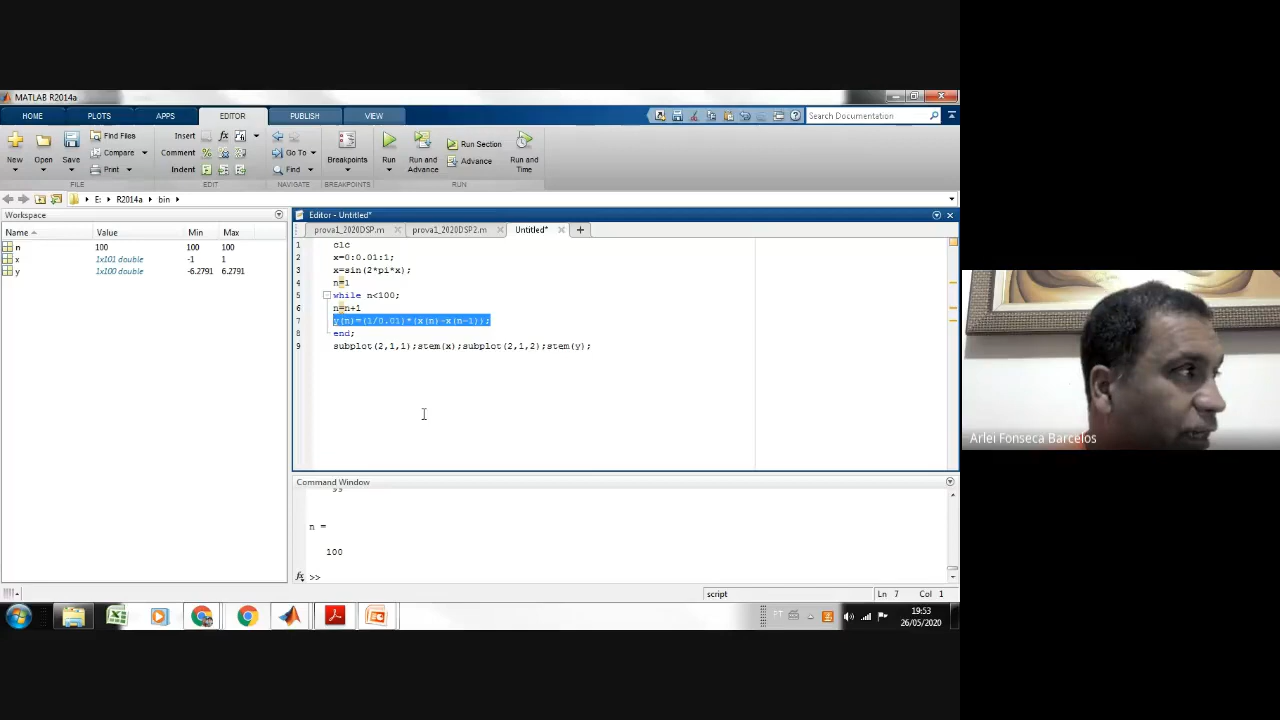 MATLAB R2014a
HOME PLOTS APPS EDITOR PUBLISH VIEW
Search Documentation
New Open Save
Find Files
Compare
Print
Insert
Comment
Indent
Go To
Find
Breakpoints
Run
Run and Advance
Run Section
Advance
Run and Time
FILE EDIT NAVIGATE BREAKPOINTS RUN
E: R2014a bin
Workspace
Name Value Min Max
n 100 100 100
x 1x101 double -1 1
y 1x100 double -6.2791 6.2791
Editor - Untitled*
prova1_2020DSP.m prova1_2020DSP2.m Untitled*
1 clc
2 x=0:0.01:1;
3 x=sin(2*pi*x);
4 n=1
5 while n<100;
6 n=n+1
7 y(n)=(1/0.01)*(x(n)-x(n-1));
8 end;
9 subplot(2,1,1);stem(x);subplot(2,1,2);stem(y);
Command Window
99
n =
100
fx >>
script Ln 7 Col 1
PT
19:53
26/05/2020
Arlei Fonseca Barcelos